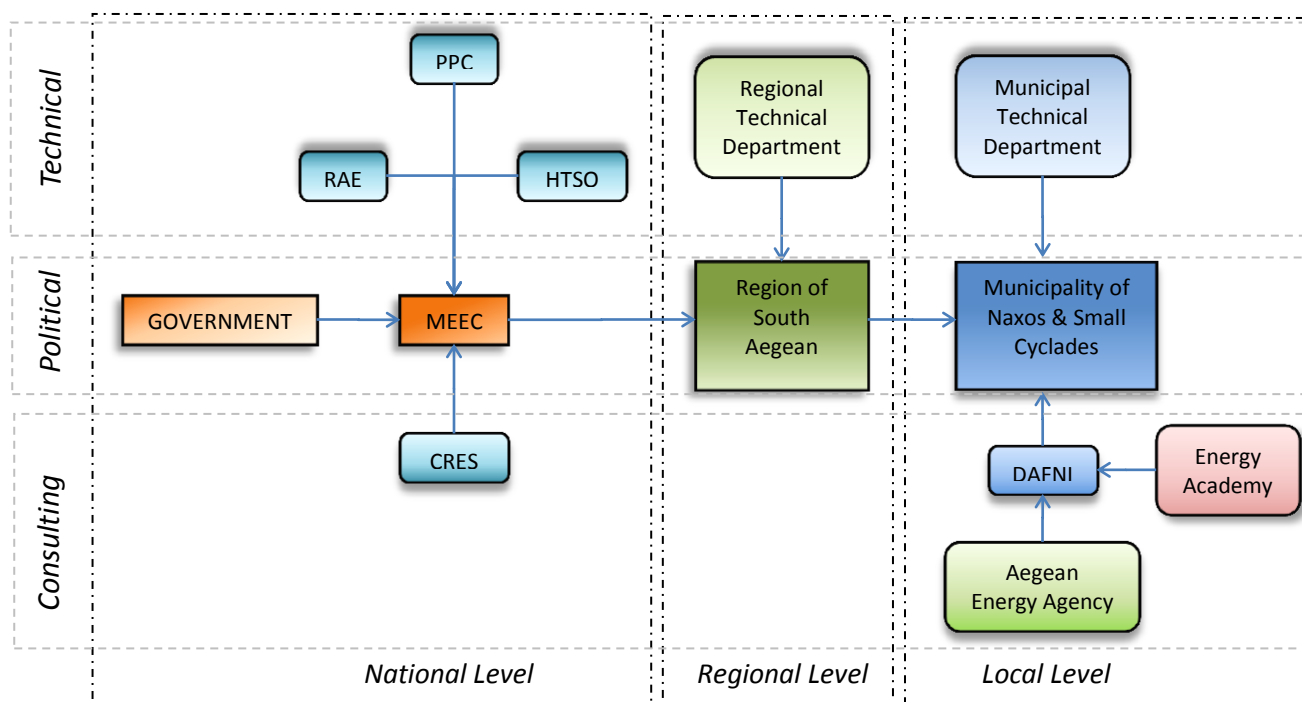 Technical
PPC
RAE
HTSO
Regional
Technical
Department
Municipal
Technical
Department
Political
GOVERNMENT
MEEC
Region of
South
Aegean
Municipality of
Naxos & Small
Cyclades
Consulting
CRES
DAFNI
Energy
Academy
Aegean
Energy Agency
National Level
Regional Level
Local Level